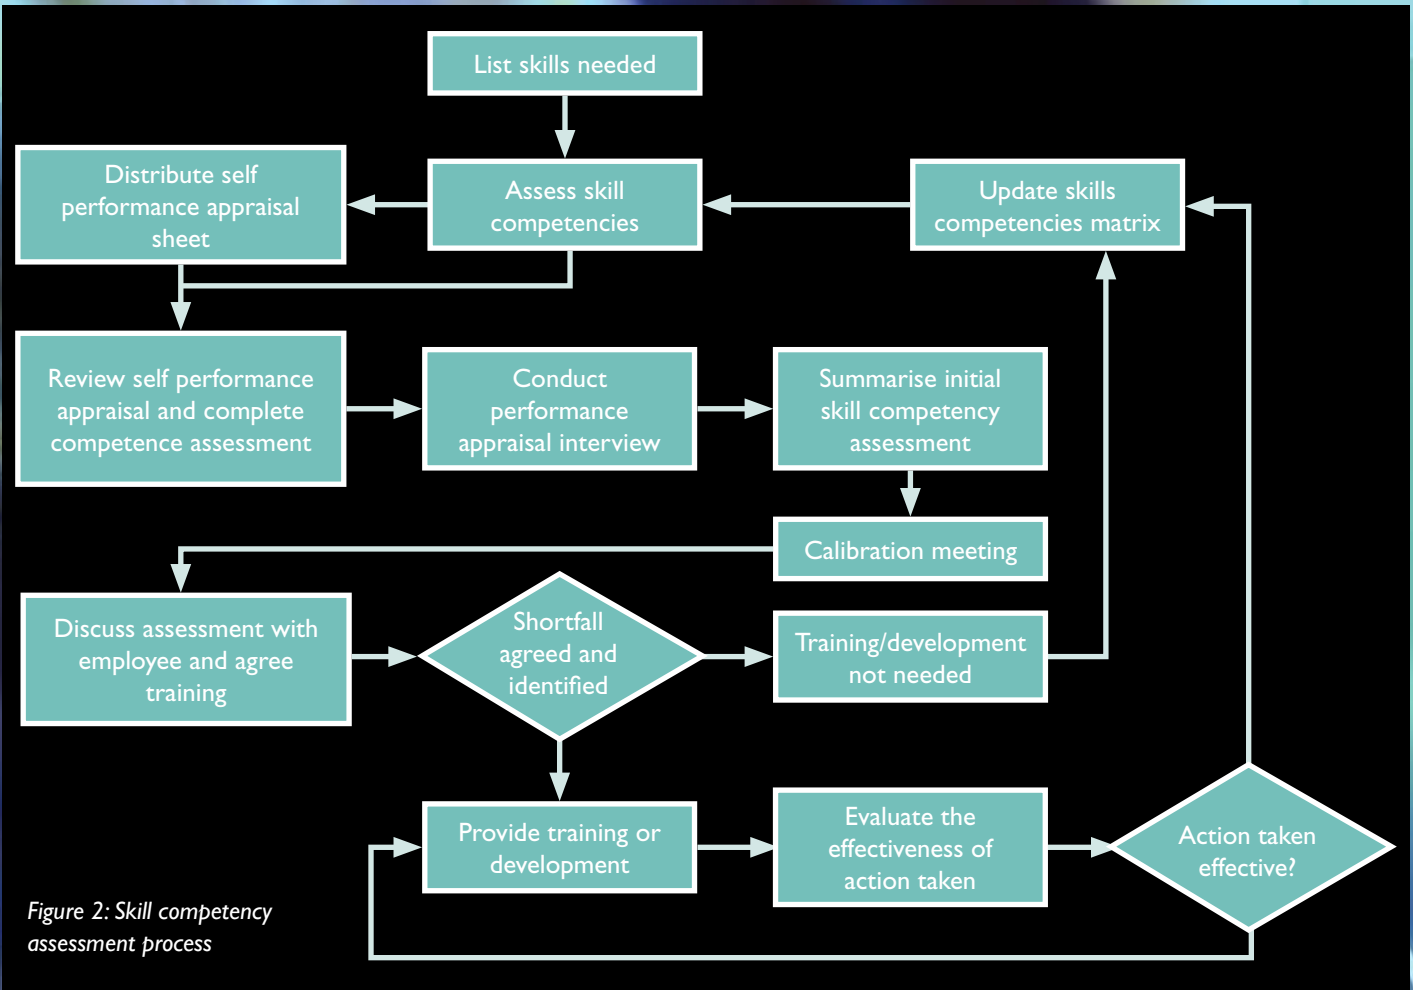 List skills needed
Distribute self
performance appraisal
sheet
Assess skill
competencies
Update skills
competencies matrix
Review self performance
appraisal and complete
competence assessment
Conduct
performance
appraisal interview
Summarise initial
skill competency
assessment
Calibration meeting
Discuss assessment with
employee and agree
training
Shortfall
agreed and
identified
Training/development
not needed
Provide training or
development
Evaluate the
effectiveness of
action taken
Action taken
effective?
Figure 2: Skill competency
assessment process